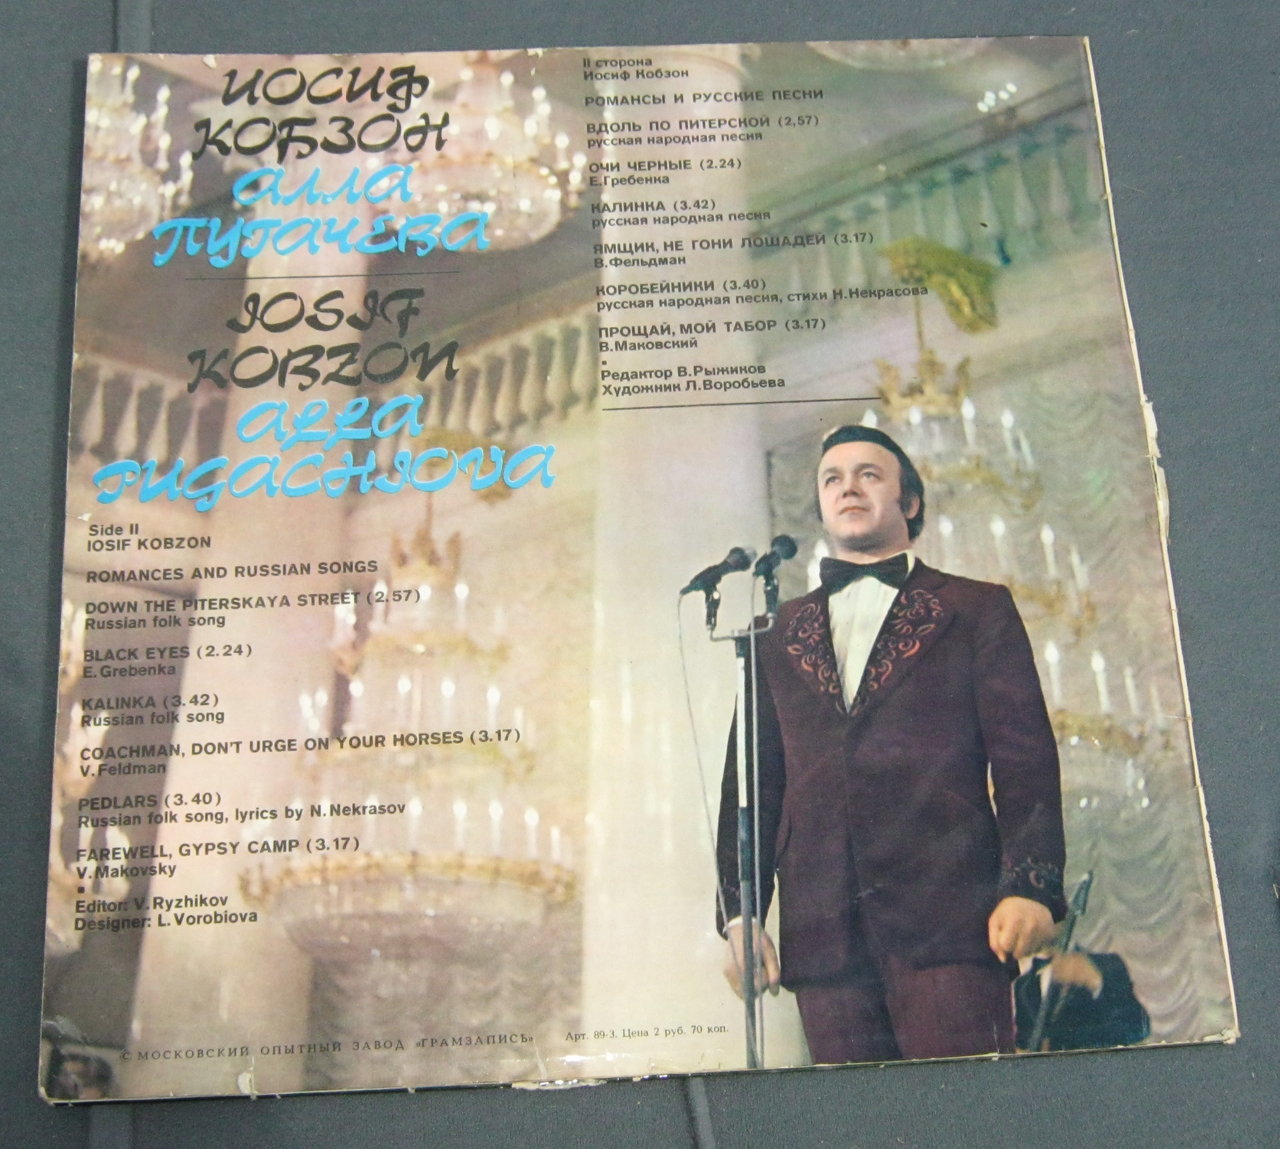 ИОСИФ
КОБЗОН
АЛЛА
ПУГАЧЕВА
IOSIF
KOBZON
ALLA
PUGACHIOVA
Side II
IOSIF KOBZON
ROMANCES AND RUSSIAN SONGS
DOWN THE PITERSKAYA STREET (2.57)
Russian folk song
BLACK EYES (2.24)
E.Grebenka
KALINKA (3.42)
Russian folk song
COACHMAN, DON'T URGE ON YOUR HORSES (3.17)
V.Feldman
PEDLARS (3.40)
Russian folk song, lyrics by N.Nekrasov
FAREWELL, GYPSY CAMP (3.17)
V.Makovsky
Editor: V.Ryzhikov
Designer: L.Vorobiova
II сторона
Иосиф Кобзон
РОМАНСЫ И РУССКИЕ ПЕСНИ
ВДОЛЬ ПО ПИТЕРСКОЙ (2,57)
русская народная песня
ОЧИ ЧЕРНЫЕ (2.24)
Е.Гребенка
КАЛИНКА (3.42)
русская народная песня
ЯМЩИК, НЕ ГОНИ ЛОШАДЕЙ (3.17)
В.Фельдман
КОРОБЕЙНИКИ (3.40)
русская народная песня, стихи Н.Некрасова
ПРОЩАЙ, МОЙ ТАБОР (3.17)
В.Маковский
Редактор В.Рыжиков
Художник Л.Воробьева
© МОСКОВСКИЙ ОПЫТНЫЙ ЗАВОД «ГРАМЗАПИСЬ»
Арт. 89-3. Цена 2 руб. 70 коп.